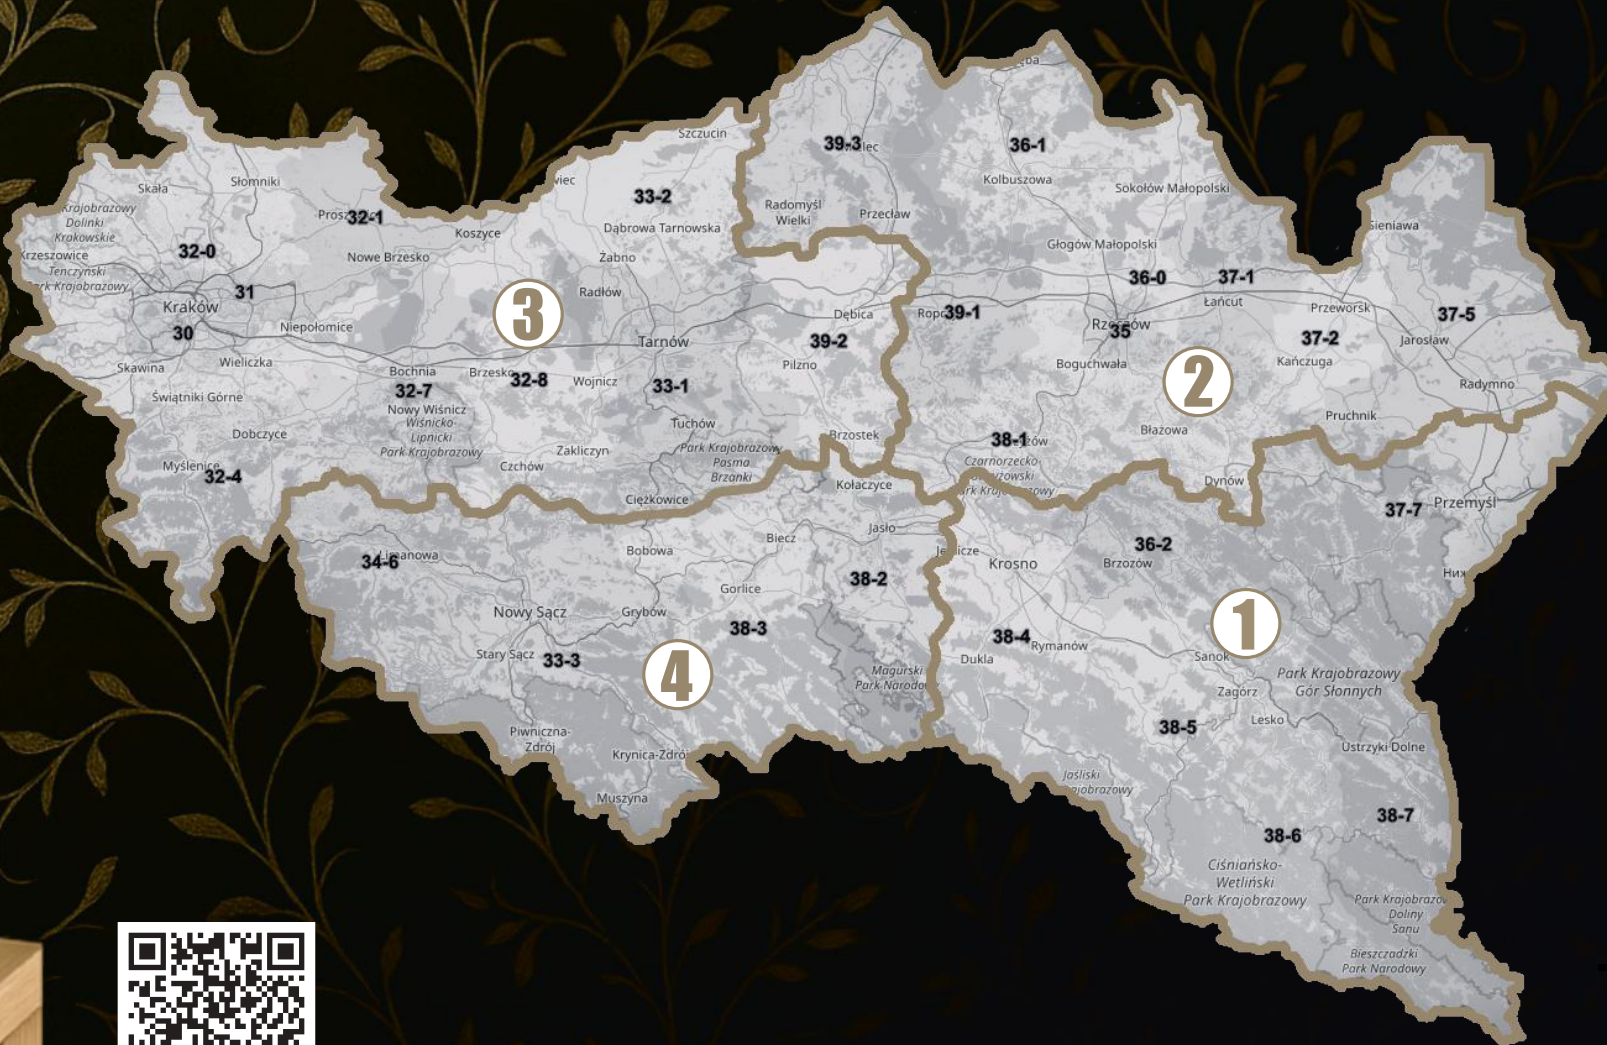 39-3
36-1
Szczucin
Skała
Słomniki
Kolbuszowa
Sokołów Małopolski
33-2
Radomyśl
Wielki
Przecław
Krajobrazowy
Dolinki
Krakowskie
32-1
Koszyce
Dąbrowa Tarnowska
Sieniawa
Głogów Małopolski
32-0
Krzeszowice
Nowe Brzesko
Żabno
Tenczyński
Park Krajobrazowy
36-0
37-1
31
Radłów
Łańcut
Przeworsk
Kraków
3
Dębica
39-1
37-5
Niepołomice
30
Rzeszów
35
Tarnów
39-2
37-2
Jarosław
Skawina
Wieliczka
Bochnia
Brzesko
32-8
Wojnicz
Pilzno
Boguchwała
Kańczuga
32-7
33-1
2
Radymno
Świątniki Górne
Nowy Wiśnicz
Wiśnicko-
Lipnicki
Park Krajobrazowy
Tuchów
Pruchnik
Dobczyce
Brzostek
38-1
Błażowa
Zakliczyn
Park Krajobrazowy
Pasma
Brzanki
Czarnorzecko-
Myślenice
32-4
Czchów
Kołaczyce
Dynów
Ciężkowice
37-7
Przemyśl
Jasło
Biecz
Bobowa
36-2
Brzozów
34-6
Krosno
38-2
Gorlice
Nowy Sącz
Grybów
38-3
1
38-4
Rymanów
Stary Sącz
33-3
Dukla
Sanok
4
Magurski
Park Narodo
Park Krajobrazowy
Gór Słonnych
Zagórz
Lesko
38-5
Piwniczna-
Zdrój
Krynica-Zdrój
Ustrzyki Dolne
Jaśliski
Muszyna
38-7
38-6
Ciśniańsko-
Wetliński
Park Krajobrazowy
Park Krajobrazo
Doliny
Sanu
Bieszczadzki
Park Narodowy